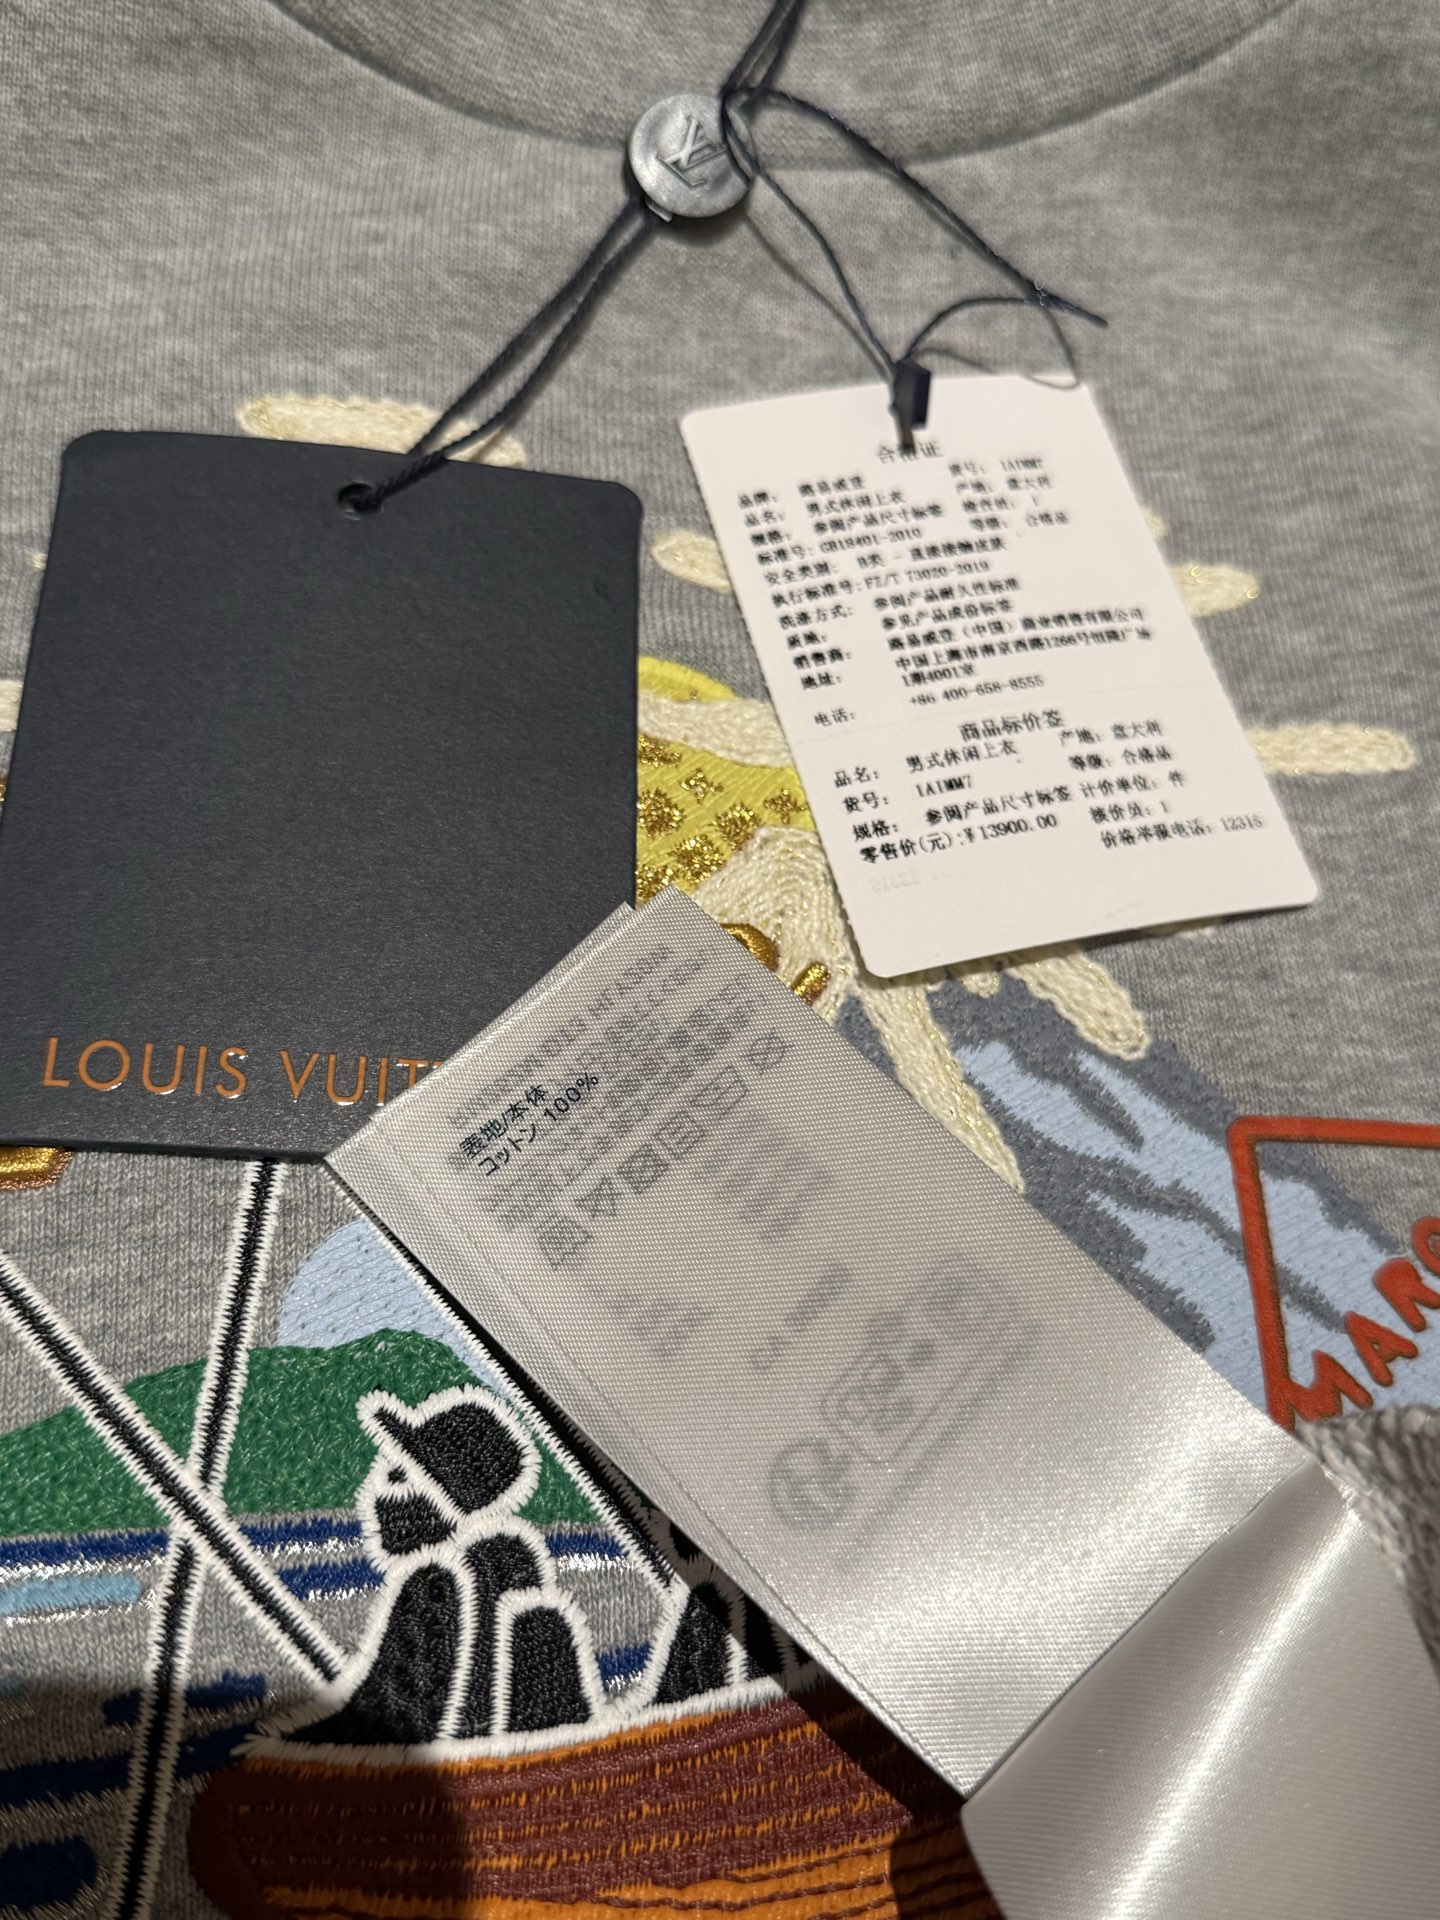 LV
合格证
品牌： 路易威登 货号： 1AIMM7
品名： 男式休闲上衣 产地： 意大利
规格： 参阅产品尺寸标签 检查员： 1
标准号: GB18401-2010 等级： 合格品
安全类别： B类 - 直接接触皮肤
执行标准号: FZ/T 73020-2019
洗涤方式： 参阅产品耐久性标准
质地： 参见产品成份标签
销售商： 路易威登（中国）商业销售有限公司
地址： 中国上海市南京西路1266号恒隆广场
1期4001室
电话： +86 400-658-8555
商品标价签
品名： 男式休闲上衣 产地：意大利
货号： 1AIMM7 等级：合格品
规格： 参阅产品尺寸标签 计价单位：件
零售价(元):￥13900.00 核价员：1
价格举报电话：12315
LOUIS VUIT
表地/本体
コットン 100%
MARO